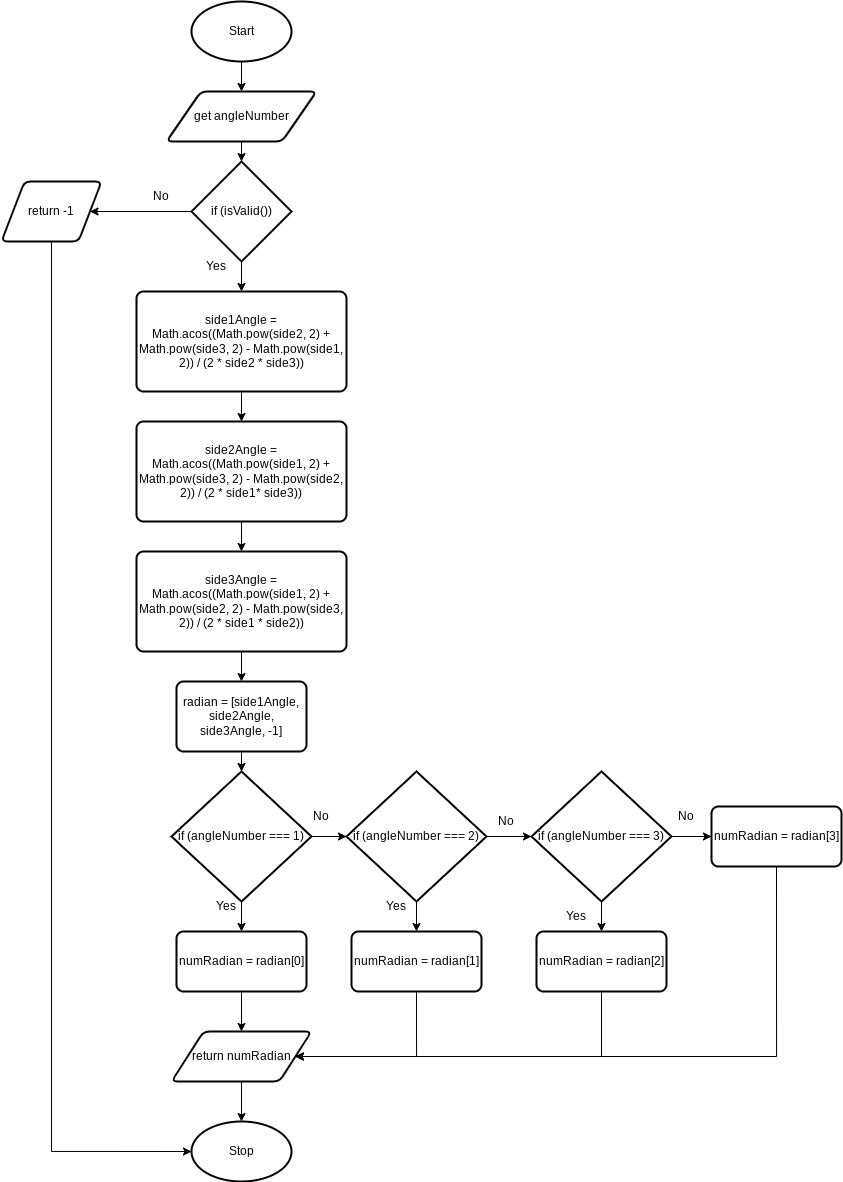 Start
get angleNumber
No
return -1
if (isValid())
Yes
side1Angle =
Math.acos((Math.pow(side2, 2) +
Math.pow(side3, 2) - Math.pow(side1,
2)) / (2 * side2 * side3))
side2Angle =
Math.acos((Math.pow(side1, 2) +
Math.pow(side3, 2) - Math.pow(side2,
2)) / (2 * side1* side3))
side3Angle =
Math.acos((Math.pow(side1, 2) +
Math.pow(side2, 2) - Math.pow(side3,
2)) / (2 * side1 * side2))
radian = [side1Angle,
side2Angle,
side3Angle, -1]
if (angleNumber === 1)
No
if (angleNumber === 2)
No
if (angleNumber === 3)
No
numRadian = radian[3]
Yes
Yes
Yes
numRadian = radian[0]
numRadian = radian[1]
numRadian = radian[2]
return numRadian
Stop